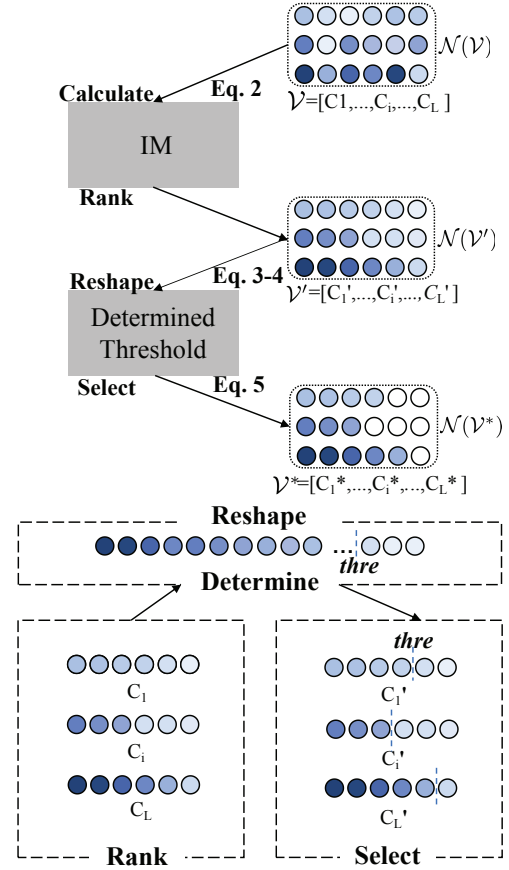 𝒩(𝒱)
Calculate
Eq. 2
𝒱=[C1,...,Cᵢ,...,C_L ]
IM
Rank
𝒩(𝒱′)
Reshape
Eq. 3-4
𝒱′=[C₁',...,Cᵢ',...,C_L' ]
Determined
Threshold
Select
Eq. 5
𝒩(𝒱*)
𝒱*=[C₁*,...,Cᵢ*,...,C_L* ]
Reshape
...
thre
Determine
thre
C₁
C₁'
Cᵢ
Cᵢ'
C_L
C_L'
Rank
Select